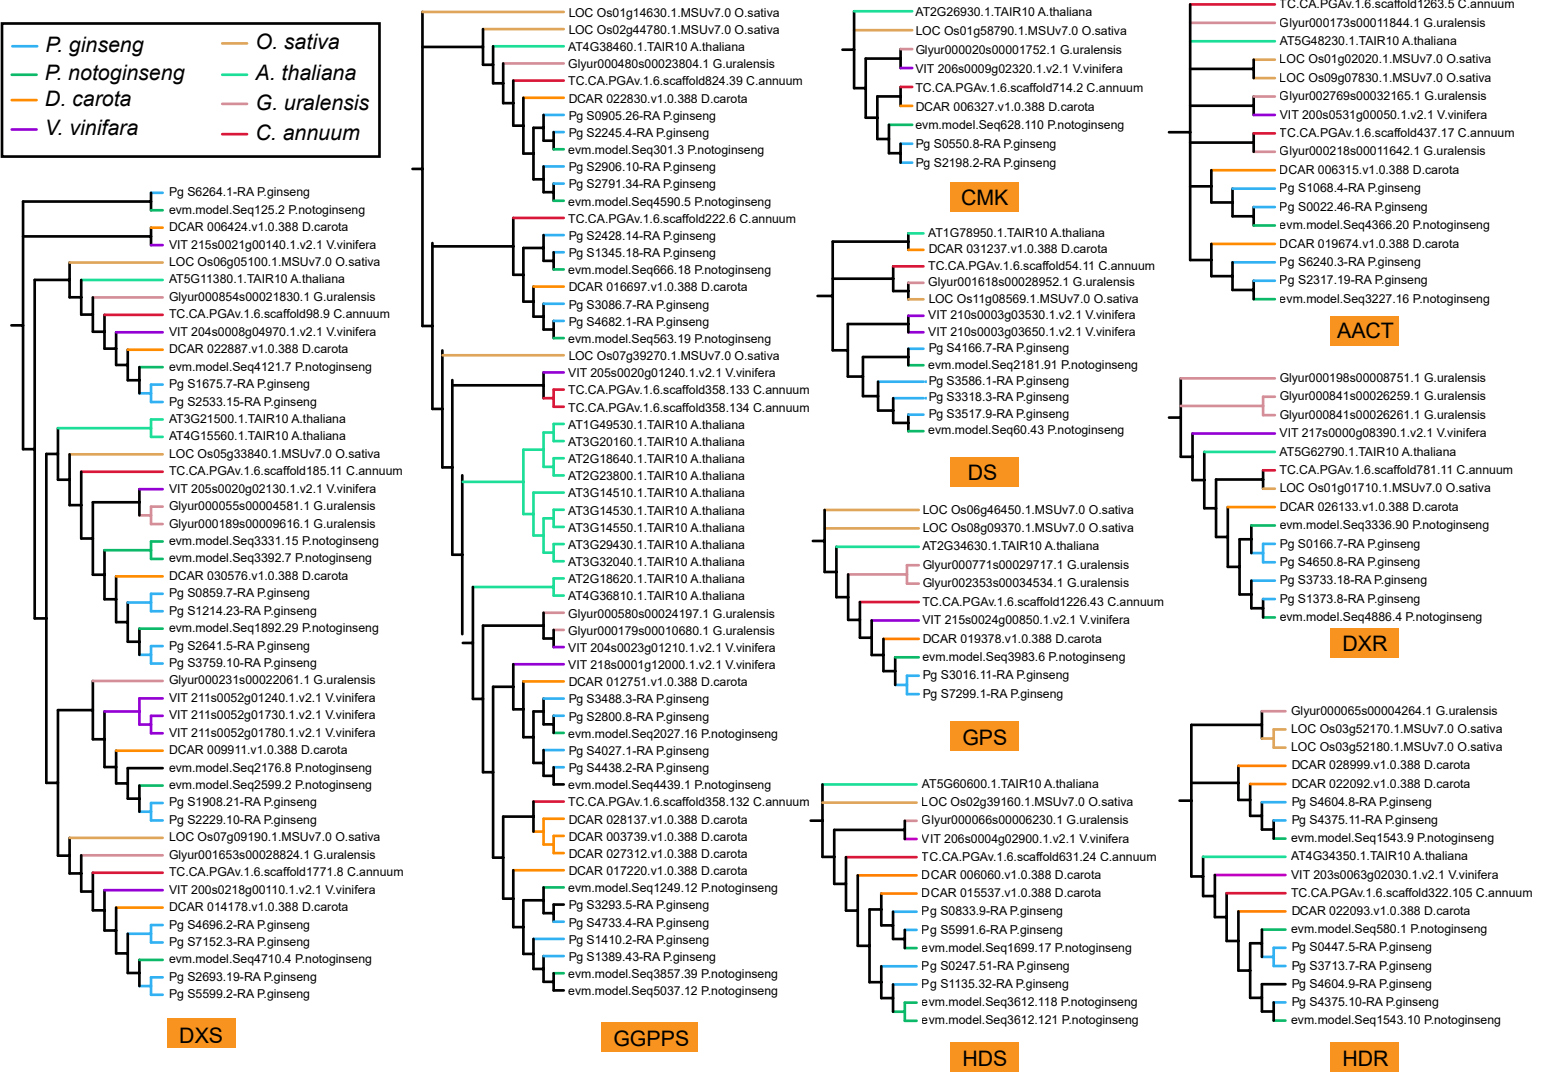 P. ginseng
P. notoginseng
D. carota
V. vinifara
O. sativa
A. thaliana
G. uralensis
C. annuum
Pg S6264.1-RA P.ginseng
evm.model.Seq125.2 P.notoginseng
DCAR 006424.v1.0.388 D.carota
VIT 215s0021g00140.1.v2.1 V.vinifera
LOC Os06g05100.1.MSUv7.0 O.sativa
AT5G11380.1.TAIR10 A.thaliana
Glyur000854s00021830.1 G.uralensis
TC.CA.PGAv.1.6.scaffold98.9 C.annuum
VIT 204s0008g04970.1.v2.1 V.vinifera
DCAR 022887.v1.0.388 D.carota
evm.model.Seq4121.7 P.notoginseng
Pg S1675.7-RA P.ginseng
Pg S2533.15-RA P.ginseng
AT3G21500.1.TAIR10 A.thaliana
AT4G15560.1.TAIR10 A.thaliana
LOC Os05g33840.1.MSUv7.0 O.sativa
TC.CA.PGAv.1.6.scaffold185.11 C.annuum
VIT 205s0020g02130.1.v2.1 V.vinifera
Glyur000055s00004581.1 G.uralensis
Glyur000189s00009616.1 G.uralensis
evm.model.Seq3331.15 P.notoginseng
evm.model.Seq3392.7 P.notoginseng
DCAR 030576.v1.0.388 D.carota
Pg S0859.7-RA P.ginseng
Pg S1214.23-RA P.ginseng
evm.model.Seq1892.29 P.notoginseng
Pg S2641.5-RA P.ginseng
Pg S3759.10-RA P.ginseng
Glyur000231s00022061.1 G.uralensis
VIT 211s0052g01240.1.v2.1 V.vinifera
VIT 211s0052g01730.1.v2.1 V.vinifera
VIT 211s0052g01780.1.v2.1 V.vinifera
DCAR 009911.v1.0.388 D.carota
evm.model.Seq2176.8 P.notoginseng
evm.model.Seq2599.2 P.notoginseng
Pg S1908.21-RA P.ginseng
Pg S2229.10-RA P.ginseng
LOC Os07g09190.1.MSUv7.0 O.sativa
Glyur001653s00028824.1 G.uralensis
TC.CA.PGAv.1.6.scaffold1771.8 C.annuum
VIT 200s0218g00110.1.v2.1 V.vinifera
DCAR 014178.v1.0.388 D.carota
Pg S4696.2-RA P.ginseng
Pg S7152.3-RA P.ginseng
evm.model.Seq4710.4 P.notoginseng
Pg S2693.19-RA P.ginseng
Pg S5599.2-RA P.ginseng
DXS
LOC Os01g14630.1.MSUv7.0 O.sativa
LOC Os02g44780.1.MSUv7.0 O.sativa
AT4G38460.1.TAIR10 A.thaliana
Glyur000480s00023804.1 G.uralensis
TC.CA.PGAv.1.6.scaffold824.39 C.annuum
DCAR 022830.v1.0.388 D.carota
Pg S0905.26-RA P.ginseng
Pg S2245.4-RA P.ginseng
evm.model.Seq301.3 P.notoginseng
Pg S2906.10-RA P.ginseng
Pg S2791.34-RA P.ginseng
evm.model.Seq4590.5 P.notoginseng
TC.CA.PGAv.1.6.scaffold222.6 C.annuum
Pg S2428.14-RA P.ginseng
Pg S1345.18-RA P.ginseng
evm.model.Seq666.18 P.notoginseng
DCAR 016697.v1.0.388 D.carota
Pg S3086.7-RA P.ginseng
Pg S4682.1-RA P.ginseng
evm.model.Seq563.19 P.notoginseng
LOC Os07g39270.1.MSUv7.0 O.sativa
VIT 205s0020g01240.1.v2.1 V.vinifera
TC.CA.PGAv.1.6.scaffold358.133 C.annuum
TC.CA.PGAv.1.6.scaffold358.134 C.annuum
AT1G49530.1.TAIR10 A.thaliana
AT3G20160.1.TAIR10 A.thaliana
AT2G18640.1.TAIR10 A.thaliana
AT2G23800.1.TAIR10 A.thaliana
AT3G14510.1.TAIR10 A.thaliana
AT3G14530.1.TAIR10 A.thaliana
AT3G14550.1.TAIR10 A.thaliana
AT3G29430.1.TAIR10 A.thaliana
AT3G32040.1.TAIR10 A.thaliana
AT2G18620.1.TAIR10 A.thaliana
AT4G36810.1.TAIR10 A.thaliana
Glyur000580s00024197.1 G.uralensis
Glyur000179s00010680.1 G.uralensis
VIT 204s0023g01210.1.v2.1 V.vinifera
VIT 218s0001g12000.1.v2.1 V.vinifera
DCAR 012751.v1.0.388 D.carota
Pg S3488.3-RA P.ginseng
Pg S2800.8-RA P.ginseng
evm.model.Seq2027.16 P.notoginseng
Pg S4027.1-RA P.ginseng
Pg S4438.2-RA P.ginseng
evm.model.Seq4439.1 P.notoginseng
TC.CA.PGAv.1.6.scaffold358.132 C.annuum
DCAR 028137.v1.0.388 D.carota
DCAR 003739.v1.0.388 D.carota
DCAR 027312.v1.0.388 D.carota
DCAR 017220.v1.0.388 D.carota
evm.model.Seq1249.12 P.notoginseng
Pg S3293.5-RA P.ginseng
Pg S4733.4-RA P.ginseng
Pg S1410.2-RA P.ginseng
Pg S1389.43-RA P.ginseng
evm.model.Seq3857.39 P.notoginseng
evm.model.Seq5037.12 P.notoginseng
GGPPS
AT2G26930.1.TAIR10 A.thaliana
LOC Os01g58790.1.MSUv7.0 O.sativa
Glyur000020s00001752.1 G.uralensis
VIT 206s0009g02320.1.v2.1 V.vinifera
TC.CA.PGAv.1.6.scaffold714.2 C.annuum
DCAR 006327.v1.0.388 D.carota
evm.model.Seq628.110 P.notoginseng
Pg S0550.8-RA P.ginseng
Pg S2198.2-RA P.ginseng
CMK
AT1G78950.1.TAIR10 A.thaliana
DCAR 031237.v1.0.388 D.carota
TC.CA.PGAv.1.6.scaffold54.11 C.annuum
Glyur001618s00028952.1 G.uralensis
LOC Os11g08569.1.MSUv7.0 O.sativa
VIT 210s0003g03530.1.v2.1 V.vinifera
VIT 210s0003g03650.1.v2.1 V.vinifera
Pg S4166.7-RA P.ginseng
evm.model.Seq2181.91 P.notoginseng
Pg S3586.1-RA P.ginseng
Pg S3318.3-RA P.ginseng
Pg S3517.9-RA P.ginseng
evm.model.Seq60.43 P.notoginseng
DS
LOC Os06g46450.1.MSUv7.0 O.sativa
LOC Os08g09370.1.MSUv7.0 O.sativa
AT2G34630.1.TAIR10 A.thaliana
Glyur000771s00029717.1 G.uralensis
Glyur002353s00034534.1 G.uralensis
TC.CA.PGAv.1.6.scaffold1226.43 C.annuum
VIT 215s0024g00850.1.v2.1 V.vinifera
DCAR 019378.v1.0.388 D.carota
evm.model.Seq3983.6 P.notoginseng
Pg S3016.11-RA P.ginseng
Pg S7299.1-RA P.ginseng
GPS
AT5G60600.1.TAIR10 A.thaliana
LOC Os02g39160.1.MSUv7.0 O.sativa
Glyur000066s00006230.1 G.uralensis
VIT 206s0004g02900.1.v2.1 V.vinifera
TC.CA.PGAv.1.6.scaffold631.24 C.annuum
DCAR 006060.v1.0.388 D.carota
DCAR 015537.v1.0.388 D.carota
Pg S0833.9-RA P.ginseng
Pg S5991.6-RA P.ginseng
evm.model.Seq1699.17 P.notoginseng
Pg S0247.51-RA P.ginseng
Pg S1135.32-RA P.ginseng
evm.model.Seq3612.118 P.notoginseng
evm.model.Seq3612.121 P.notoginseng
HDS
TC.CA.PGAv.1.6.scaffold1263.5 C.annuum
Glyur000173s00011844.1 G.uralensis
AT5G48230.1.TAIR10 A.thaliana
LOC Os01g02020.1.MSUv7.0 O.sativa
LOC Os09g07830.1.MSUv7.0 O.sativa
Glyur002769s00032165.1 G.uralensis
VIT 200s0531g00050.1.v2.1 V.vinifera
TC.CA.PGAv.1.6.scaffold437.17 C.annuum
Glyur000218s00011642.1 G.uralensis
DCAR 006315.v1.0.388 D.carota
Pg S1068.4-RA P.ginseng
Pg S0022.46-RA P.ginseng
evm.model.Seq4366.20 P.notoginseng
DCAR 019674.v1.0.388 D.carota
Pg S6240.3-RA P.ginseng
Pg S2317.19-RA P.ginseng
evm.model.Seq3227.16 P.notoginseng
AACT
Glyur000198s00008751.1 G.uralensis
Glyur000841s00026259.1 G.uralensis
Glyur000841s00026261.1 G.uralensis
VIT 217s0000g08390.1.v2.1 V.vinifera
AT5G62790.1.TAIR10 A.thaliana
TC.CA.PGAv.1.6.scaffold781.11 C.annuum
LOC Os01g01710.1.MSUv7.0 O.sativa
DCAR 026133.v1.0.388 D.carota
evm.model.Seq3336.90 P.notoginseng
Pg S0166.7-RA P.ginseng
Pg S4650.8-RA P.ginseng
Pg S3733.18-RA P.ginseng
Pg S1373.8-RA P.ginseng
evm.model.Seq4886.4 P.notoginseng
DXR
Glyur000065s00004264.1 G.uralensis
LOC Os03g52170.1.MSUv7.0 O.sativa
LOC Os03g52180.1.MSUv7.0 O.sativa
DCAR 028999.v1.0.388 D.carota
DCAR 022092.v1.0.388 D.carota
Pg S4604.8-RA P.ginseng
Pg S4375.11-RA P.ginseng
evm.model.Seq1543.9 P.notoginseng
AT4G34350.1.TAIR10 A.thaliana
VIT 203s0063g02030.1.v2.1 V.vinifera
TC.CA.PGAv.1.6.scaffold322.105 C.annuum
DCAR 022093.v1.0.388 D.carota
evm.model.Seq580.1 P.notoginseng
Pg S0447.5-RA P.ginseng
Pg S3713.7-RA P.ginseng
Pg S4604.9-RA P.ginseng
Pg S4375.10-RA P.ginseng
evm.model.Seq1543.10 P.notoginseng
HDR